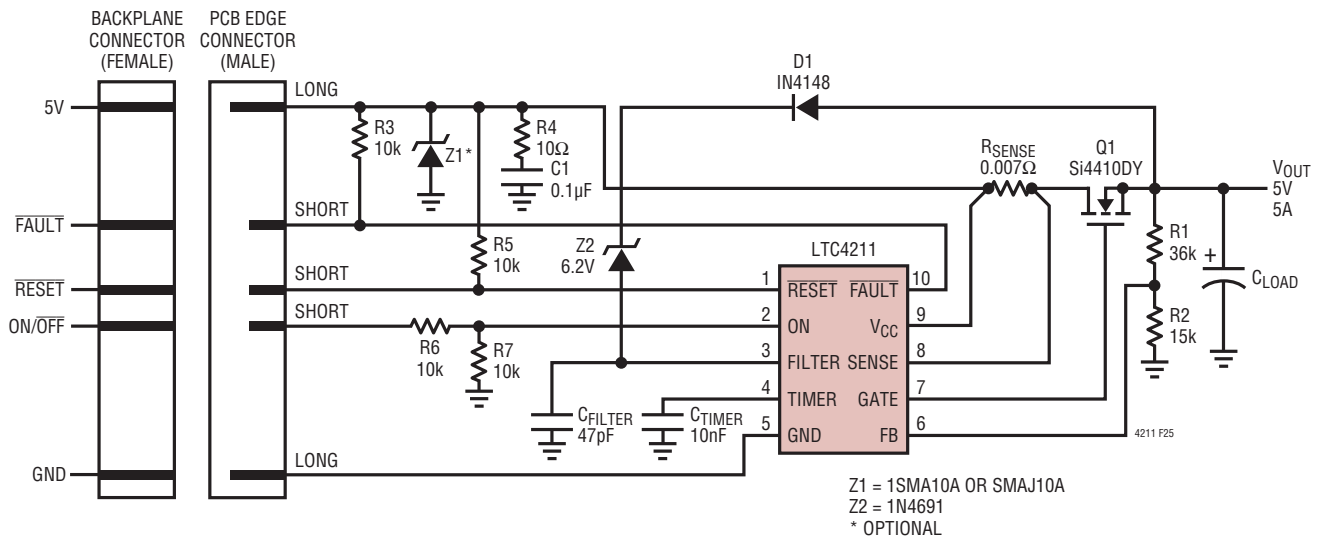 BACKPLANE
CONNECTOR
(FEMALE)
PCB EDGE
CONNECTOR
(MALE)
5V
FAULT
RESET
ON/OFF
GND
LONG
SHORT
SHORT
SHORT
LONG
R3
10k
Z1*
R4
10Ω
C1
0.1µF
R5
10k
R6
10k
R7
10k
D1
IN4148
Z2
6.2V
CFILTER
47pF
CTIMER
10nF
LTC4211
1
RESET
FAULT
10
2
ON
VCC
9
3
FILTER
SENSE
8
4
TIMER
GATE
7
5
GND
FB
6
RSENSE
0.007Ω
Q1
Si4410DY
VOUT
5V
5A
R1
36k
+
CLOAD
R2
15k
4211 F25
Z1 = 1SMA10A OR SMAJ10A
Z2 = 1N4691
* OPTIONAL